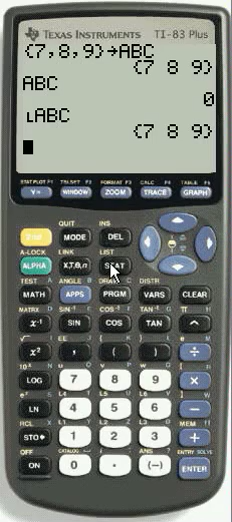 TEXAS INSTRUMENTS TI-83 Plus
{7,8,9}→ABC
{7 8 9}
ABC
0
ʟABC
{7 8 9}
STAT PLOT F1 TBLSET F2 FORMAT F3 CALC F4 TABLE F5
Y= WINDOW ZOOM TRACE GRAPH
QUIT INS
2nd MODE DEL
A-LOCK LINK LIST
ALPHA X,T,θ,n STAT
TEST A ANGLE B DRAW C DISTR
MATH APPS PRGM VARS CLEAR
MATRX D SIN⁻¹ E COS⁻¹ F TAN⁻¹ G π H
x⁻¹ SIN COS TAN ^
x² , ( ) ÷
LOG 7 8 9 ×
LN 4 5 6 −
RCL MEM
STO▸ 1 2 3 +
OFF CATALOG ANS ENTRY SOLVE
ON 0 . (−) ENTER